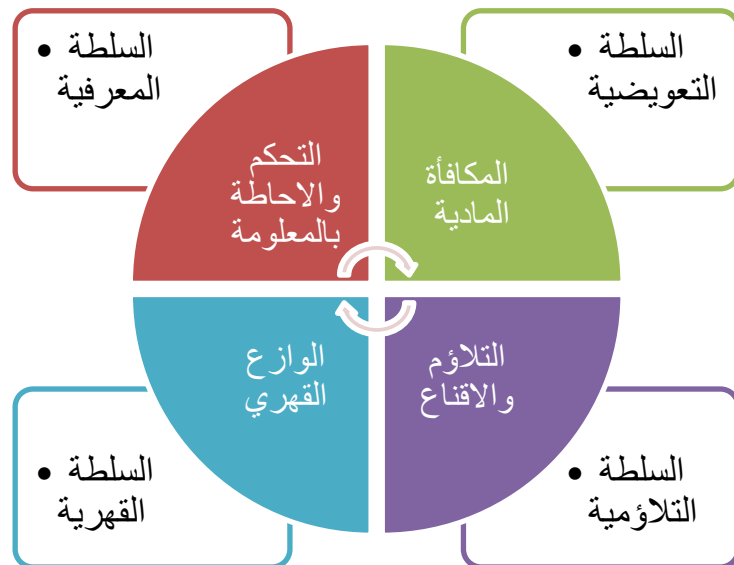 • السلطة
التعويضية
المكافأة
المادية
• السلطة
المعرفية
التحكم
والاحاطة
بالمعلومة
• السلطة
التلاؤمية
التلاؤم
والاقناع
• السلطة
القهرية
الوازع
القهري